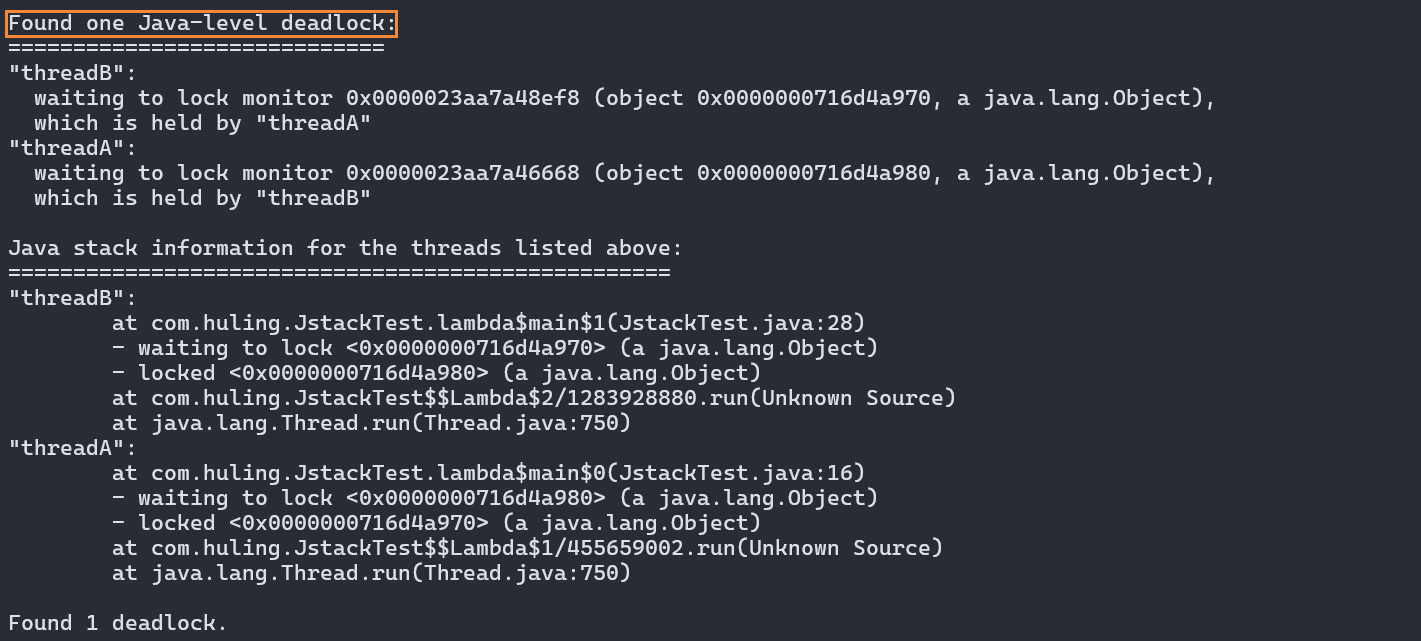 Found one Java-level deadlock:
=============================
"threadB":
  waiting to lock monitor 0x0000023aa7a48ef8 (object 0x0000000716d4a970, a java.lang.Object),
  which is held by "threadA"
"threadA":
  waiting to lock monitor 0x0000023aa7a46668 (object 0x0000000716d4a980, a java.lang.Object),
  which is held by "threadB"

Java stack information for the threads listed above:
===================================================
"threadB":
        at com.huling.JstackTest.lambda$main$1(JstackTest.java:28)
        - waiting to lock <0x0000000716d4a970> (a java.lang.Object)
        - locked <0x0000000716d4a980> (a java.lang.Object)
        at com.huling.JstackTest$$Lambda$2/1283928880.run(Unknown Source)
        at java.lang.Thread.run(Thread.java:750)
"threadA":
        at com.huling.JstackTest.lambda$main$0(JstackTest.java:16)
        - waiting to lock <0x0000000716d4a980> (a java.lang.Object)
        - locked <0x0000000716d4a970> (a java.lang.Object)
        at com.huling.JstackTest$$Lambda$1/455659002.run(Unknown Source)
        at java.lang.Thread.run(Thread.java:750)

Found 1 deadlock.